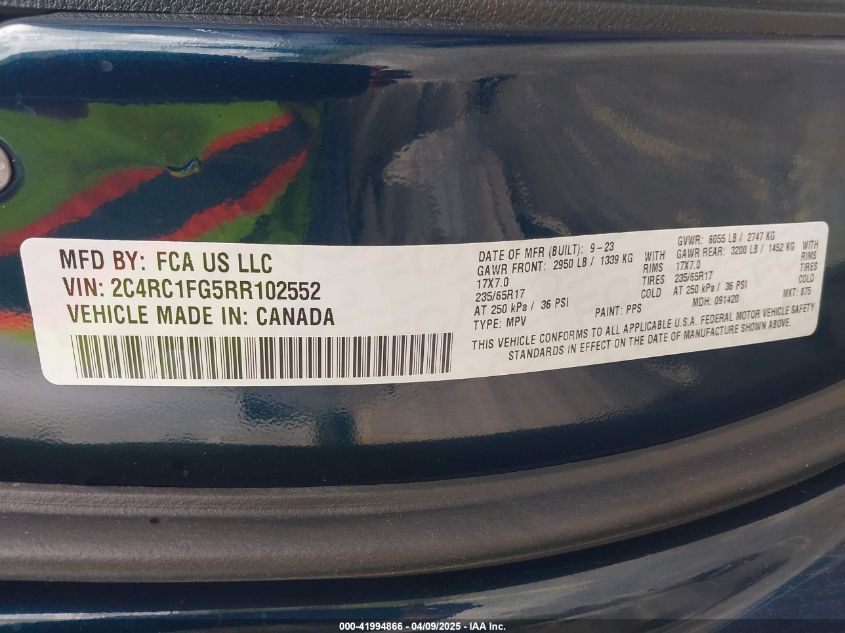 MFD BY: FCA US LLC
VIN: 2C4RC1FG5RR102552
VEHICLE MADE IN: CANADA
DATE OF MFR (BUILT): 9-23 GVWR: 6055 LB / 2747 KG
GAWR FRONT: 2950 LB / 1339 KG WITH GAWR REAR: 3200 LB / 1452 KG WITH
17X7.0 RIMS 17X7.0 RIMS
235/65R17 TIRES 235/65R17 TIRES
AT 250 kPa / 36 PSI COLD AT 250 kPa / 36 PSI COLD
TYPE: MPV PAINT: PPS MDH: 091420 MKT: 875
THIS VEHICLE CONFORMS TO ALL APPLICABLE U.S.A. FEDERAL MOTOR VEHICLE SAFETY
STANDARDS IN EFFECT ON THE DATE OF MANUFACTURE SHOWN ABOVE.
000-41994866 - 04/09/2025 - IAA Inc.